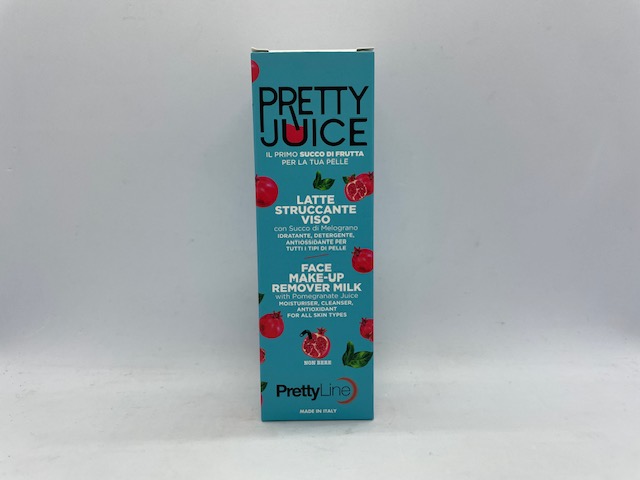 PRETTY
JUICE
IL PRIMO SUCCO DI FRUTTA
PER LA TUA PELLE
LATTE
STRUCCANTE
VISO
con Succo di Melograno
IDRATANTE, DETERGENTE,
ANTIOSSIDANTE PER
TUTTI I TIPI DI PELLE
FACE
MAKE-UP
REMOVER MILK
with Pomegranate Juice
MOISTURISER, CLEANSER,
ANTIOXIDANT
FOR ALL SKIN TYPES
NON BERE
PrettyLine
MADE IN ITALY